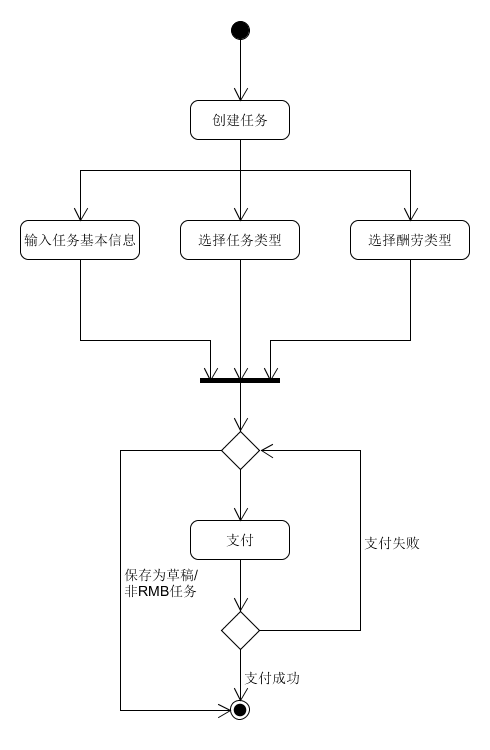 创建任务
输入任务基本信息
选择任务类型
选择酬劳类型
支付
支付失败
保存为草稿/
非RMB任务
支付成功